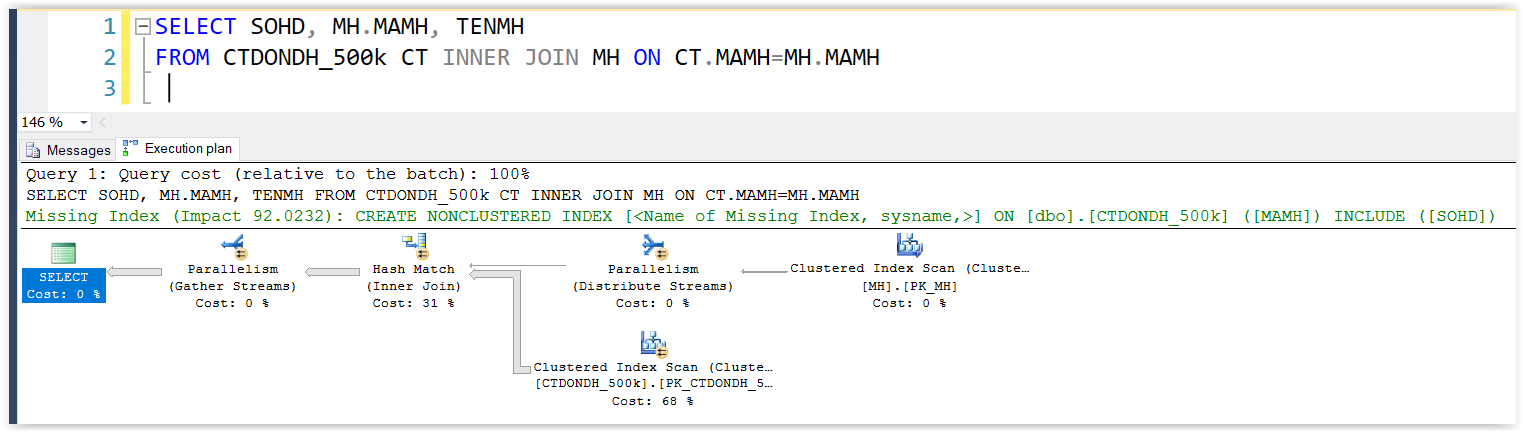 1 SELECT SOHD, MH.MAMH, TENMH
2 FROM CTDONDH_500k CT INNER JOIN MH ON CT.MAMH=MH.MAMH
3
146 %
Messages Execution plan
Query 1: Query cost (relative to the batch): 100%
SELECT SOHD, MH.MAMH, TENMH FROM CTDONDH_500k CT INNER JOIN MH ON CT.MAMH=MH.MAMH
Missing Index (Impact 92.0232): CREATE NONCLUSTERED INDEX [<Name of Missing Index, sysname,>] ON [dbo].[CTDONDH_500k] ([MAMH]) INCLUDE ([SOHD])
SELECT
Cost: 0 %
Parallelism
(Gather Streams)
Cost: 0 %
Hash Match
(Inner Join)
Cost: 31 %
Parallelism
(Distribute Streams)
Cost: 0 %
Clustered Index Scan (Cluste…
[MH].[PK_MH]
Cost: 0 %
Clustered Index Scan (Cluste…
[CTDONDH_500k].[PK_CTDONDH_5…
Cost: 68 %